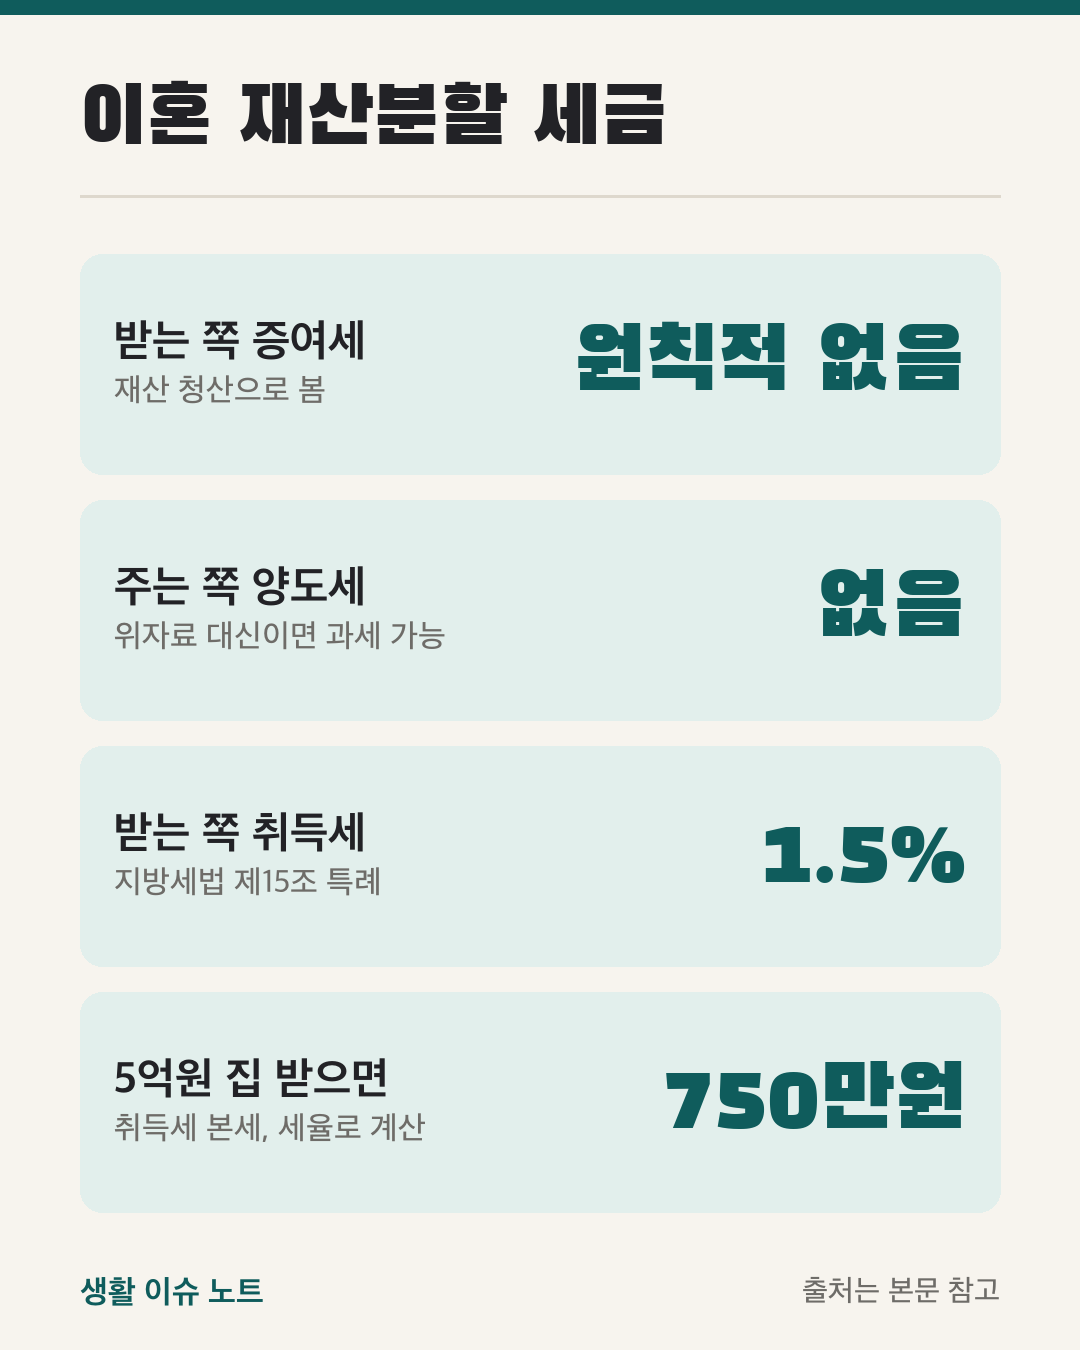 이혼 재산분할 세금
받는 쪽 증여세
재산 청산으로 봄
원칙적 없음
주는 쪽 양도세
위자료 대신이면 과세 가능
없음
받는 쪽 취득세
지방세법 제15조 특례
1.5%
5억원 집 받으면
취득세 본세, 세율로 계산
750만원
생활 이슈 노트
출처는 본문 참고